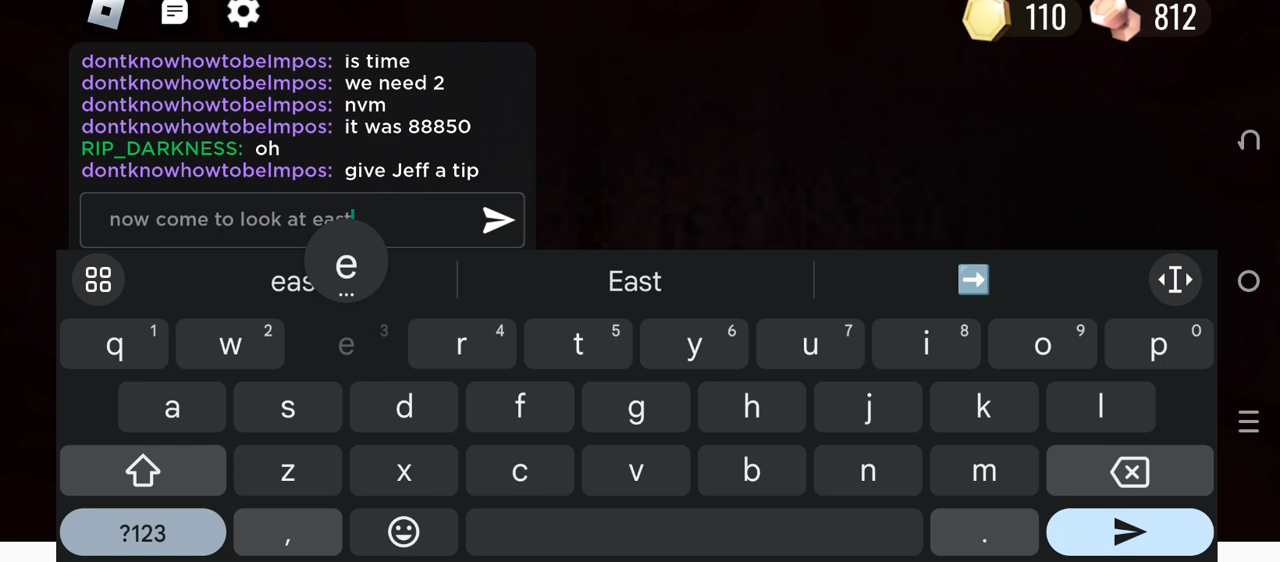 110
812
dontknowhowtobeImpos: is time
dontknowhowtobeImpos: we need 2
dontknowhowtobeImpos: nvm
dontknowhowtobeImpos: it was 88850
RIP_DARKNESS: oh
dontknowhowtobeImpos: give Jeff a tip
now come to look at east
e
East
q 1 w 2 e 3 r 4 t 5 y 6 u 7 i 8 o 9 p 0
a s d f g h j k l
z x c v b n m
?123 , .